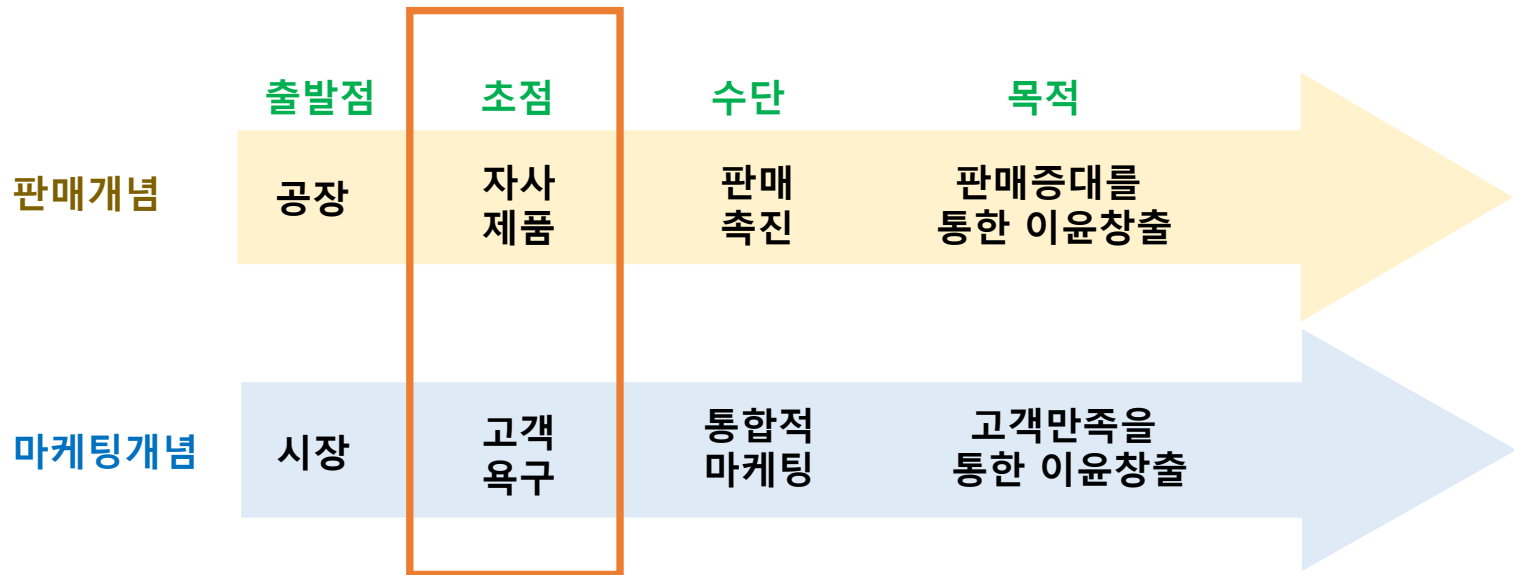 출발점 초점 수단 목적
판매개념
공장
자사
제품
판매
촉진
판매증대를
통한 이윤창출
마케팅개념
시장
고객
욕구
통합적
마케팅
고객만족을
통한 이윤창출